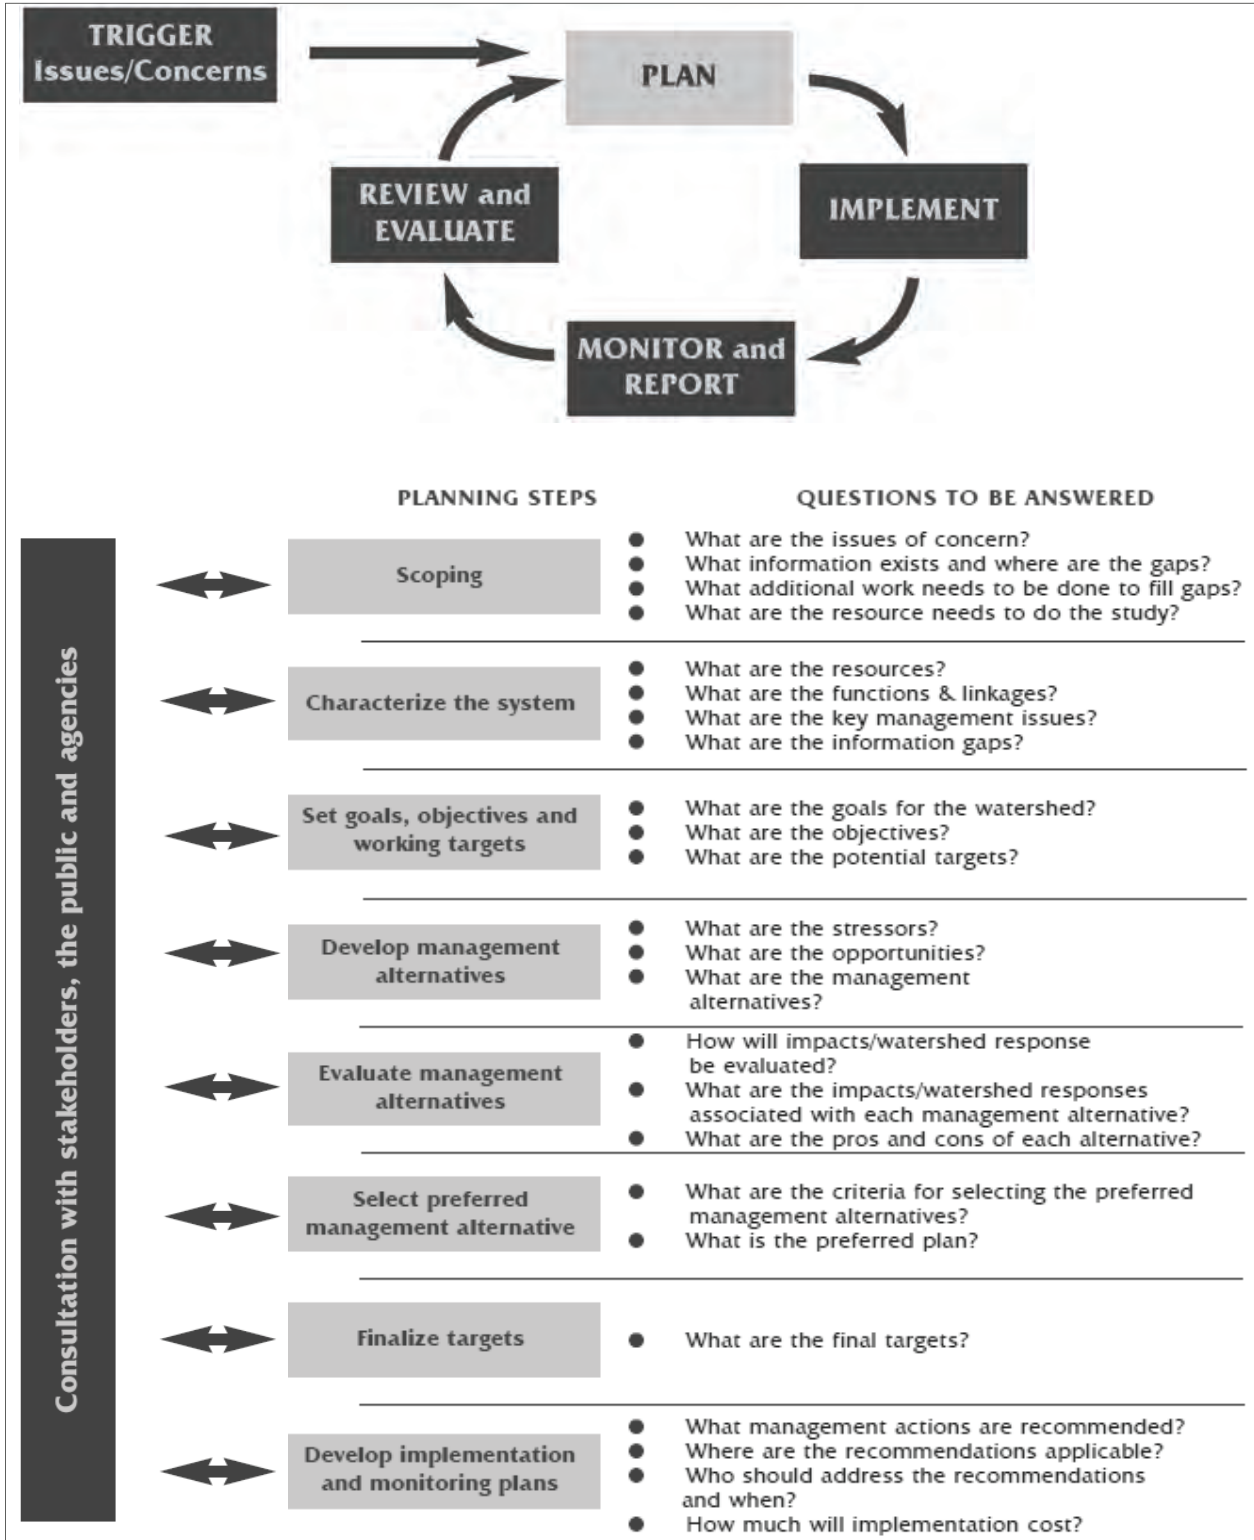 TRIGGER
Issues/Concerns
PLAN
REVIEW and
EVALUATE
IMPLEMENT
MONITOR and
REPORT
PLANNING STEPS
QUESTIONS TO BE ANSWERED
Consultation with stakeholders, the public and agencies
Scoping
● What are the issues of concern?
● What information exists and where are the gaps?
● What additional work needs to be done to fill gaps?
● What are the resource needs to do the study?
Characterize the system
● What are the resources?
● What are the functions & linkages?
● What are the key management issues?
● What are the information gaps?
Set goals, objectives and
working targets
● What are the goals for the watershed?
● What are the objectives?
● What are the potential targets?
Develop management
alternatives
● What are the stressors?
● What are the opportunities?
● What are the management
alternatives?
Evaluate management
alternatives
● How will impacts/watershed response
be evaluated?
● What are the impacts/watershed responses
associated with each management alternative?
● What are the pros and cons of each alternative?
Select preferred
management alternative
● What are the criteria for selecting the preferred
management alternatives?
● What is the preferred plan?
Finalize targets
● What are the final targets?
Develop implementation
and monitoring plans
● What management actions are recommended?
● Where are the recommendations applicable?
● Who should address the recommendations
and when?
● How much will implementation cost?